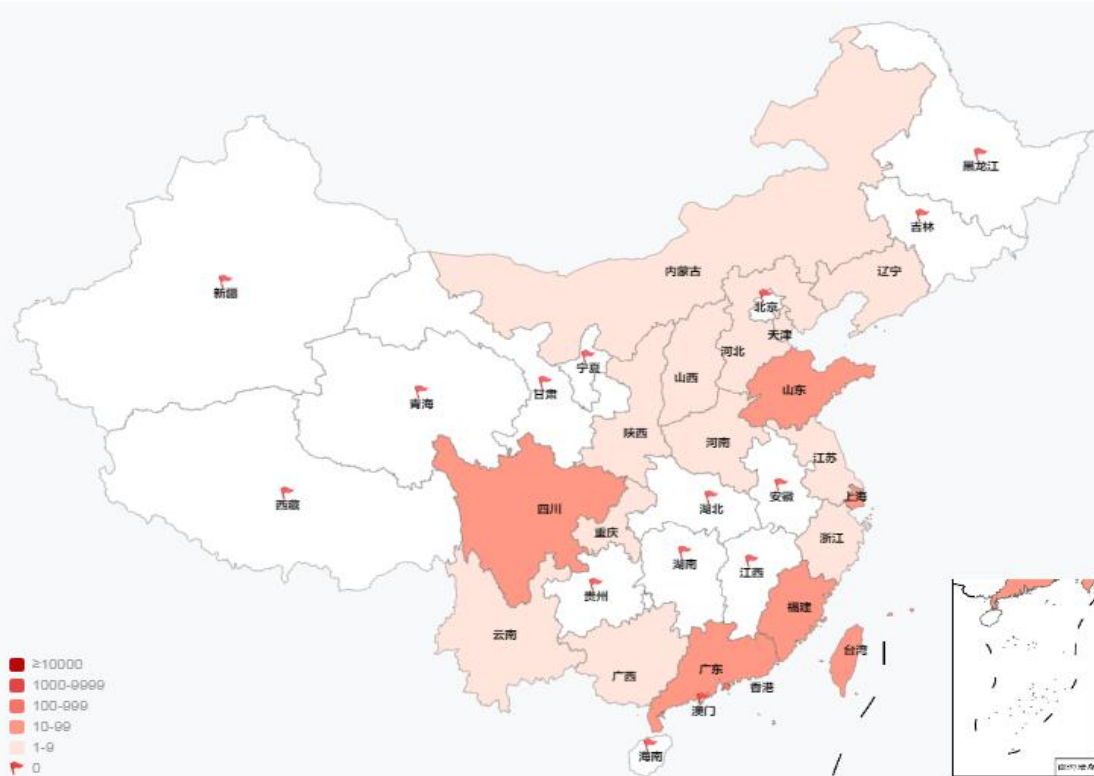 黑龙江
吉林
新疆
内蒙古
辽宁
北京
天津
宁夏
河北
山西
甘肃
山东
青海
陕西
河南
江苏
西藏
安徽
上海
湖北
四川
重庆
浙江
湖南
江西
贵州
福建
云南
台湾
广东
广西
香港
澳门
海南
≥10000
1000-9999
100-999
10-99
1-9
0